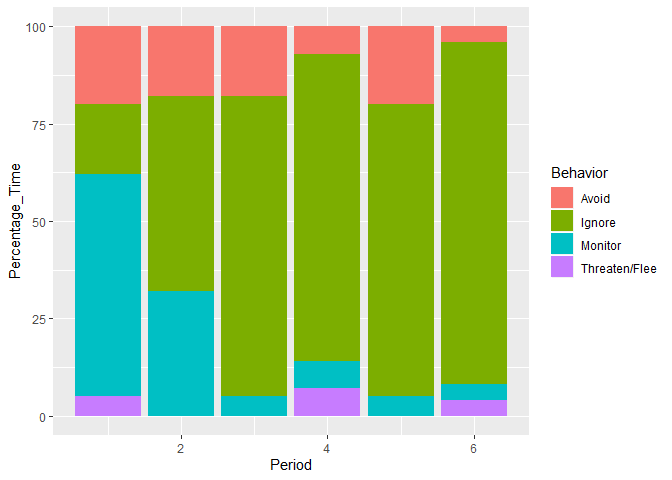 100
75
50
25
0
Percentage_Time
2
4
6
Period
Behavior
Avoid
Ignore
Monitor
Threaten/Flee